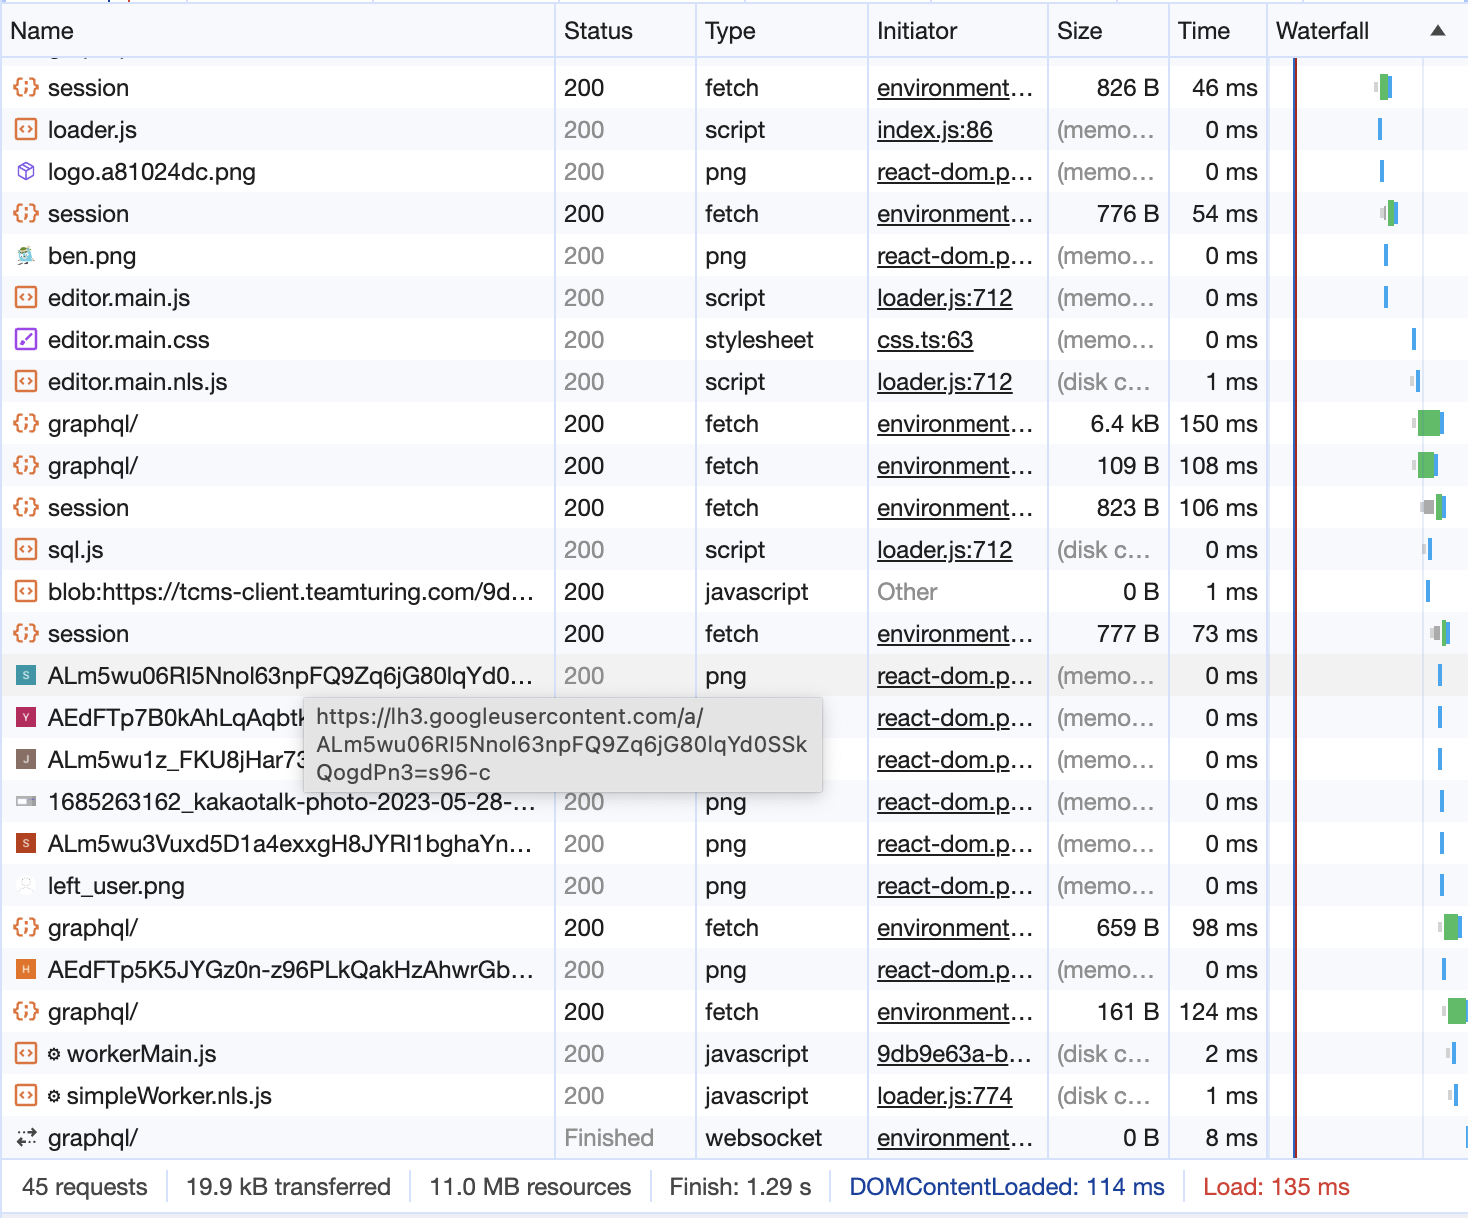 Name Status Type Initiator Size Time Waterfall ▲
session 200 fetch environment… 826 B 46 ms
loader.js 200 script index.js:86 (memo… 0 ms
logo.a81024dc.png 200 png react-dom.p… (memo… 0 ms
session 200 fetch environment… 776 B 54 ms
ben.png 200 png react-dom.p… (memo… 0 ms
editor.main.js 200 script loader.js:712 (memo… 0 ms
editor.main.css 200 stylesheet css.ts:63 (memo… 0 ms
editor.main.nls.js 200 script loader.js:712 (disk c… 1 ms
graphql/ 200 fetch environment… 6.4 kB 150 ms
graphql/ 200 fetch environment… 109 B 108 ms
session 200 fetch environment… 823 B 106 ms
sql.js 200 script loader.js:712 (disk c… 0 ms
blob:https://tcms-client.teamturing.com/9d… 200 javascript Other 0 B 1 ms
session 200 fetch environment… 777 B 73 ms
S ALm5wu06RI5Nnol63npFQ9Zq6jG80lqYd0… 200 png react-dom.p… (memo… 0 ms
Y AEdFTp7B0kAhLqAqbtk react-dom.p… (memo… 0 ms
https://lh3.googleusercontent.com/a/
ALm5wu06RI5Nnol63npFQ9Zq6jG80lqYd0SSk
QogdPn3=s96-c
J ALm5wu1z_FKU8jHar73 react-dom.p… (memo… 0 ms
1685263162_kakaotalk-photo-2023-05-28-… 200 png react-dom.p… (memo… 0 ms
S ALm5wu3Vuxd5D1a4exxgH8JYRI1bghaYn… 200 png react-dom.p… (memo… 0 ms
left_user.png 200 png react-dom.p… (memo… 0 ms
graphql/ 200 fetch environment… 659 B 98 ms
H AEdFTp5K5JYGz0n-z96PLkQakHzAhwrGb… 200 png react-dom.p… (memo… 0 ms
graphql/ 200 fetch environment… 161 B 124 ms
workerMain.js 200 javascript 9db9e63a-b… (disk c… 2 ms
simpleWorker.nls.js 200 javascript loader.js:774 (disk c… 1 ms
graphql/ Finished websocket environment… 0 B 8 ms
45 requests 19.9 kB transferred 11.0 MB resources Finish: 1.29 s DOMContentLoaded: 114 ms Load: 135 ms